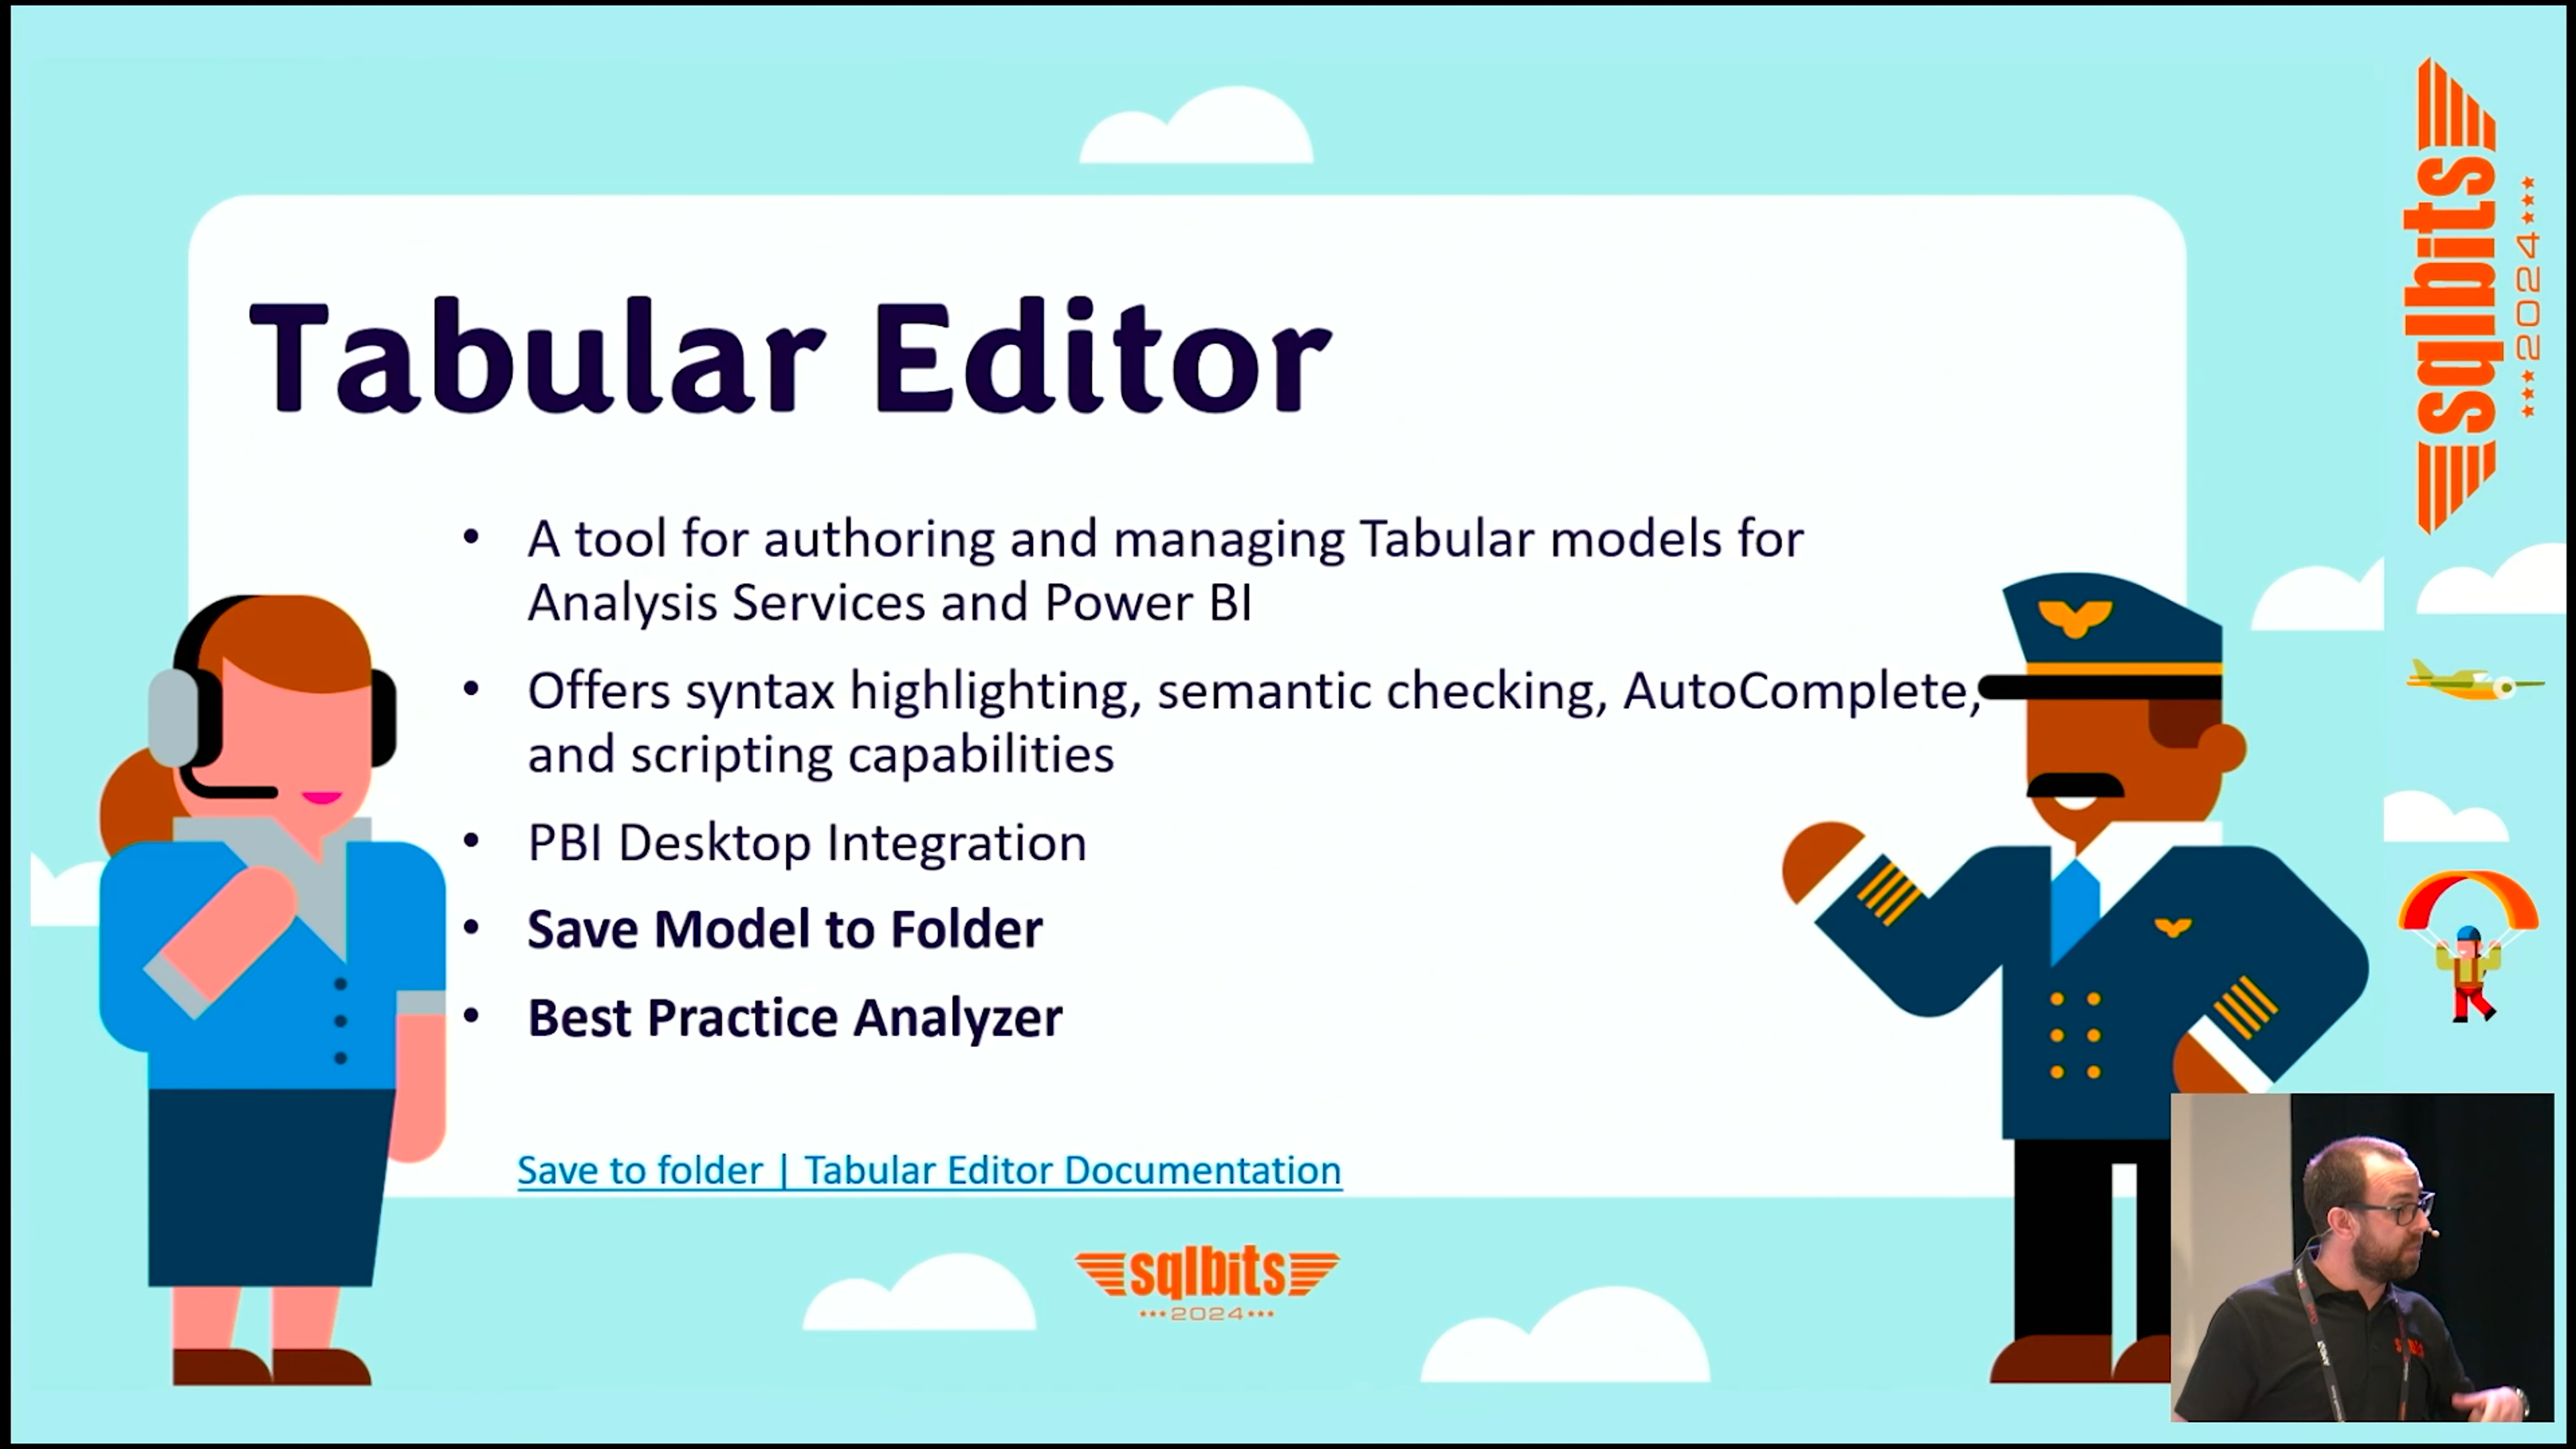 Tabular Editor
• A tool for authoring and managing Tabular models for
Analysis Services and Power BI
• Offers syntax highlighting, semantic checking, AutoComplete,
and scripting capabilities
• PBI Desktop Integration
• Save Model to Folder
• Best Practice Analyzer
Save to folder | Tabular Editor Documentation
sqlbits
2024
sqlbits
2024